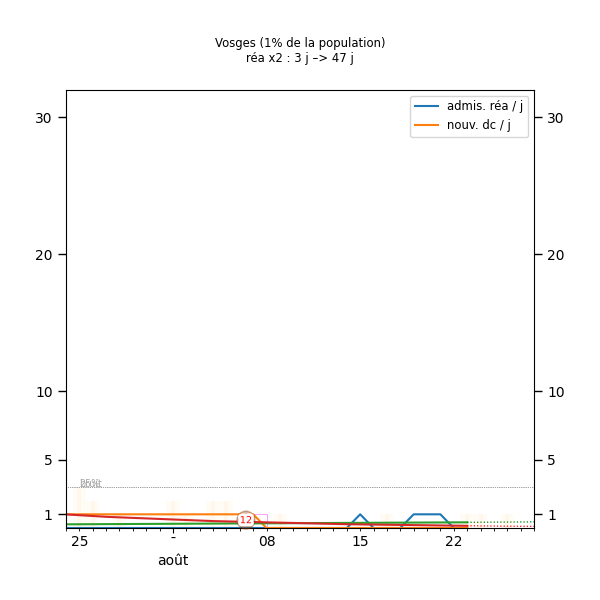 Vosges (1% de la population)
réa x2 : 3 j –> 47 j
admis. réa / j
nouv. dc / j
30 30
20 20
10 10
5 5
12
1 1
25 - 08 15 22
août